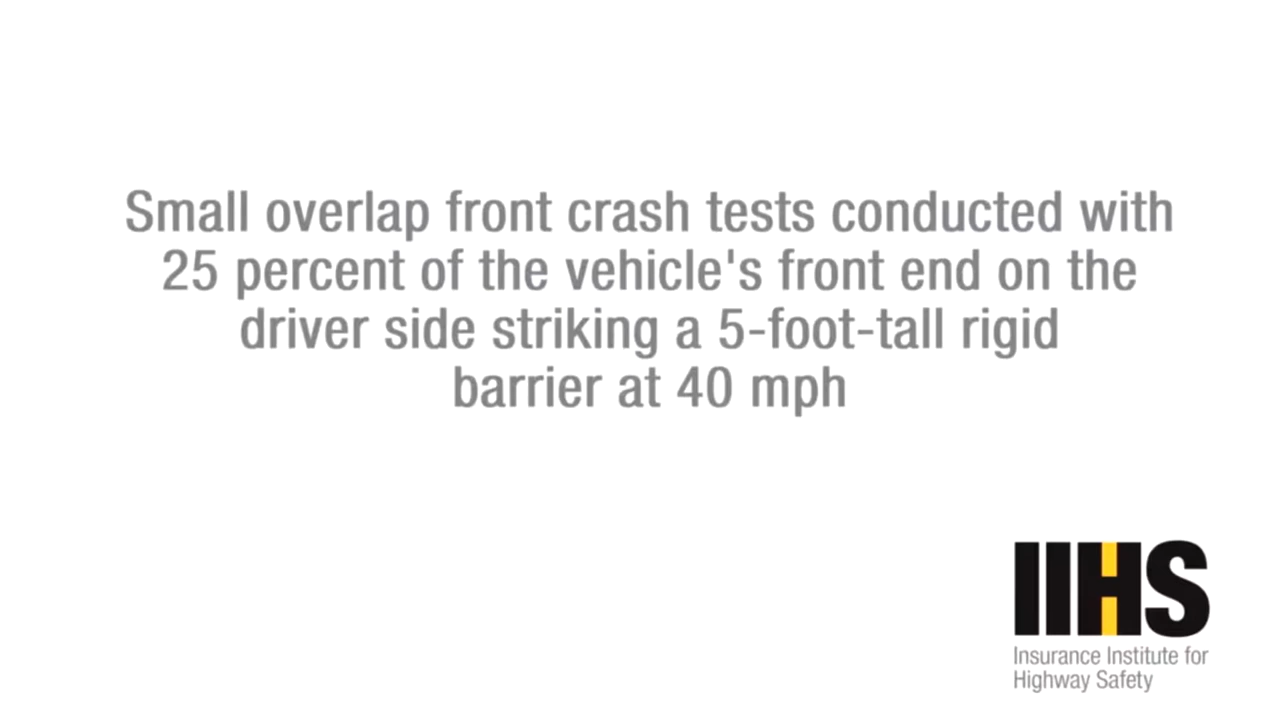 Small overlap front crash tests conducted with
25 percent of the vehicle's front end on the
driver side striking a 5-foot-tall rigid
barrier at 40 mph
IIHS
Insurance Institute for
Highway Safety